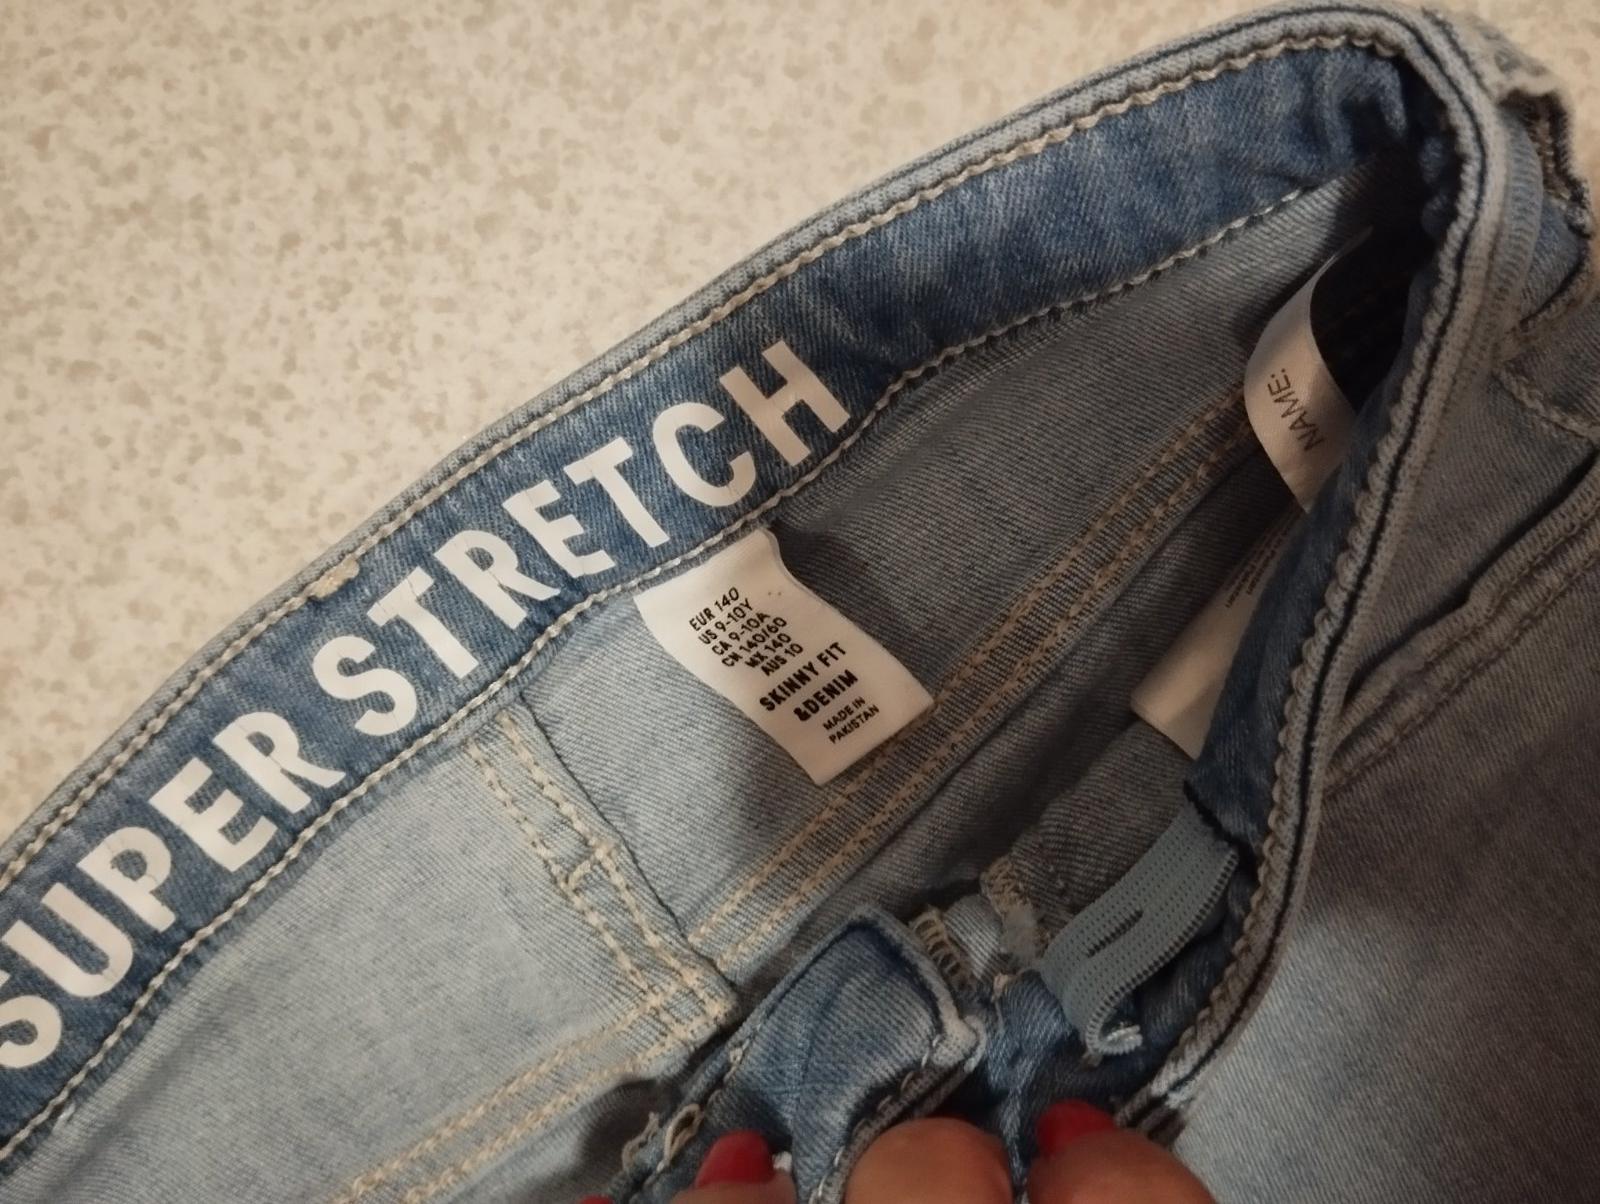 SUPER STRETCH
EUR 140
US 9-10Y
CA 9-10A
CN 140/60
MX 140
AUS 10
SKINNY FIT
&DENIM
MADE IN
PAKISTAN
NAME: